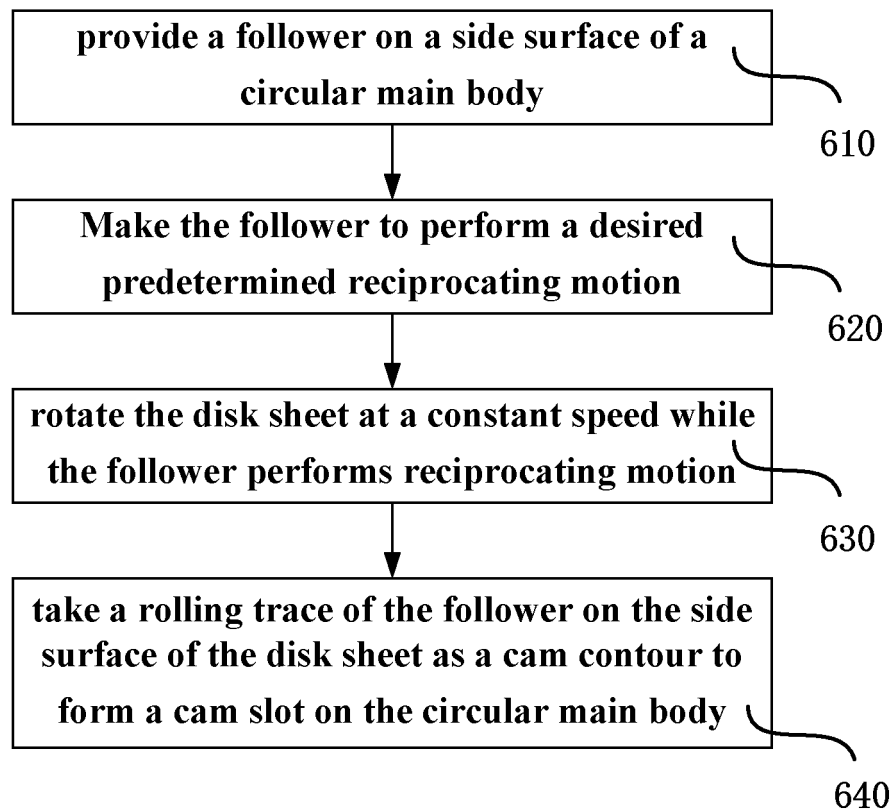 provide a follower on a side surface of a
circular main body
610
Make the follower to perform a desired
predetermined reciprocating motion
620
rotate the disk sheet at a constant speed while
the follower performs reciprocating motion
630
take a rolling trace of the follower on the side
surface of the disk sheet as a cam contour to
form a cam slot on the circular main body
640